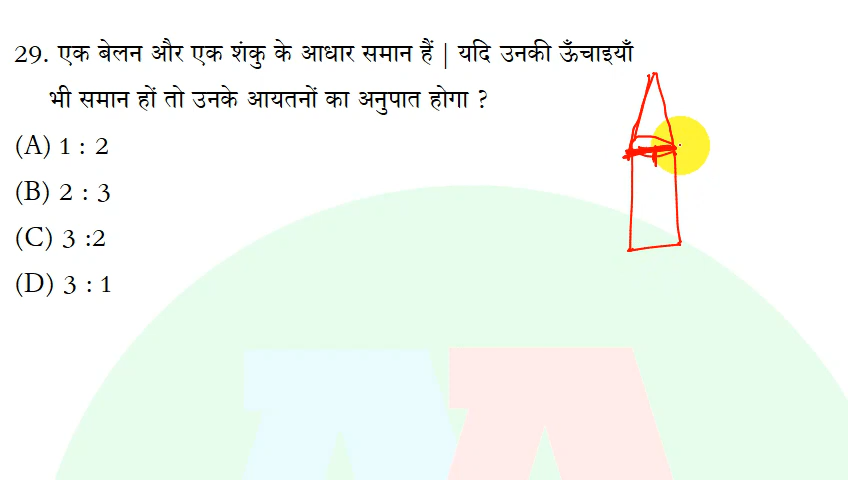 29. एक बेलन और एक शंकु के आधार समान हैं | यदि उनकी ऊँचाइयाँ
भी समान हों तो उनके आयतनों का अनुपात होगा ?
(A) 1 : 2
(B) 2 : 3
(C) 3 :2
(D) 3 : 1